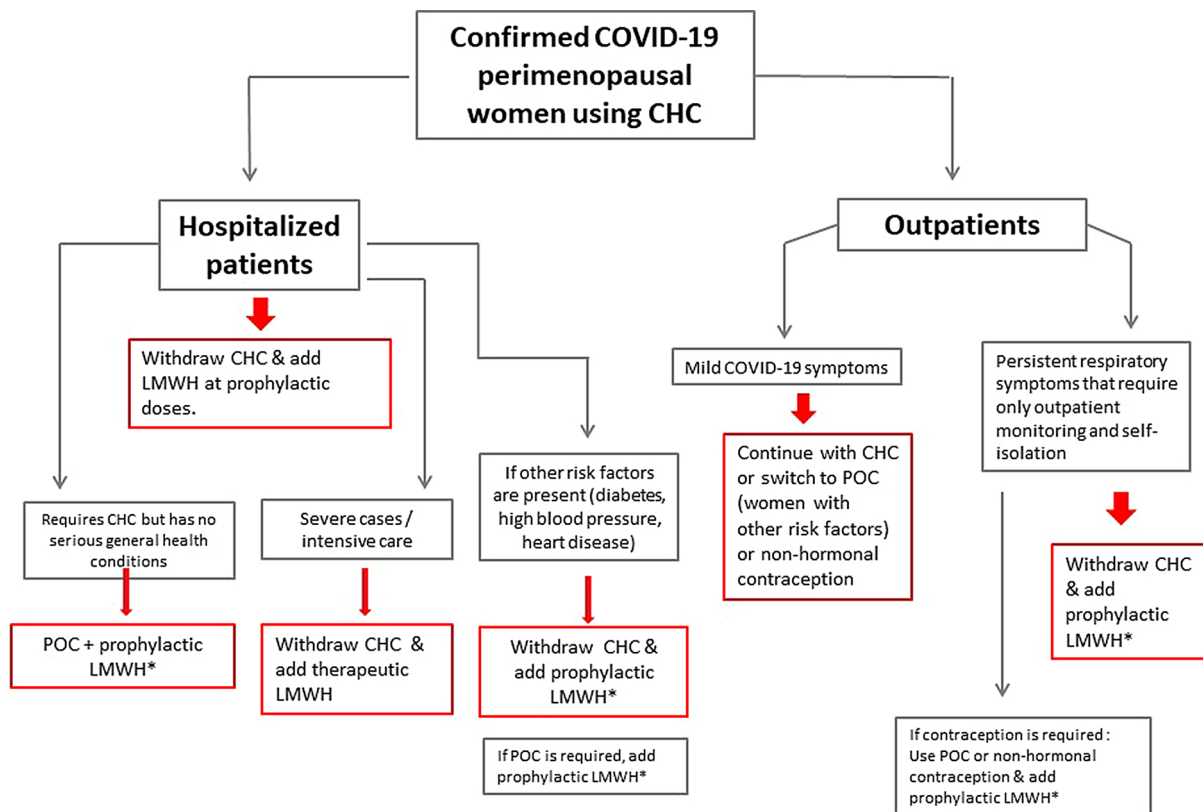 Confirmed COVID-19
perimenopausal
women using CHC
Hospitalized
patients
Outpatients
Withdraw CHC & add
LMWH at prophylactic
doses.
Mild COVID-19 symptoms
Persistent respiratory
symptoms that require
only outpatient
monitoring and self-
isolation
Requires CHC but has no
serious general health
conditions
Severe cases /
intensive care
If other risk factors
are present (diabetes,
high blood pressure,
heart disease)
Continue with CHC
or switch to POC
(women with
other risk factors)
or non-hormonal
contraception
Withdraw CHC
& add
prophylactic
LMWH*
POC + prophylactic
LMWH*
Withdraw CHC &
add therapeutic
LMWH
Withdraw CHC &
add prophylactic
LMWH*
If POC is required, add
prophylactic LMWH*
If contraception is required :
Use POC or non-hormonal
contraception & add
prophylactic LMWH*